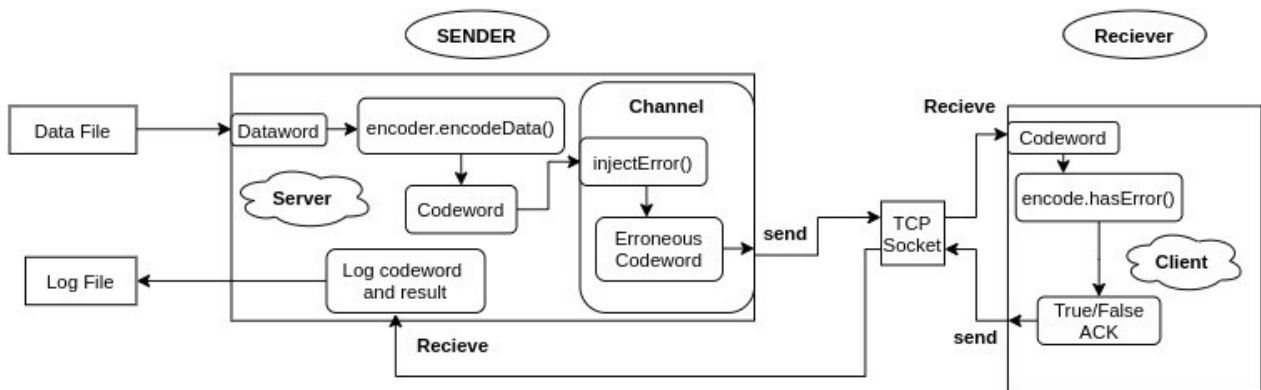 SENDER
Reciever
Channel
Recieve
Data File
Dataword
encoder.encodeData()
injectError()
Codeword
Server
Codeword
encode.hasError()
Erroneous
Codeword
send
TCP
Socket
Client
Log File
Log codeword
and result
True/False
ACK
send
Recieve